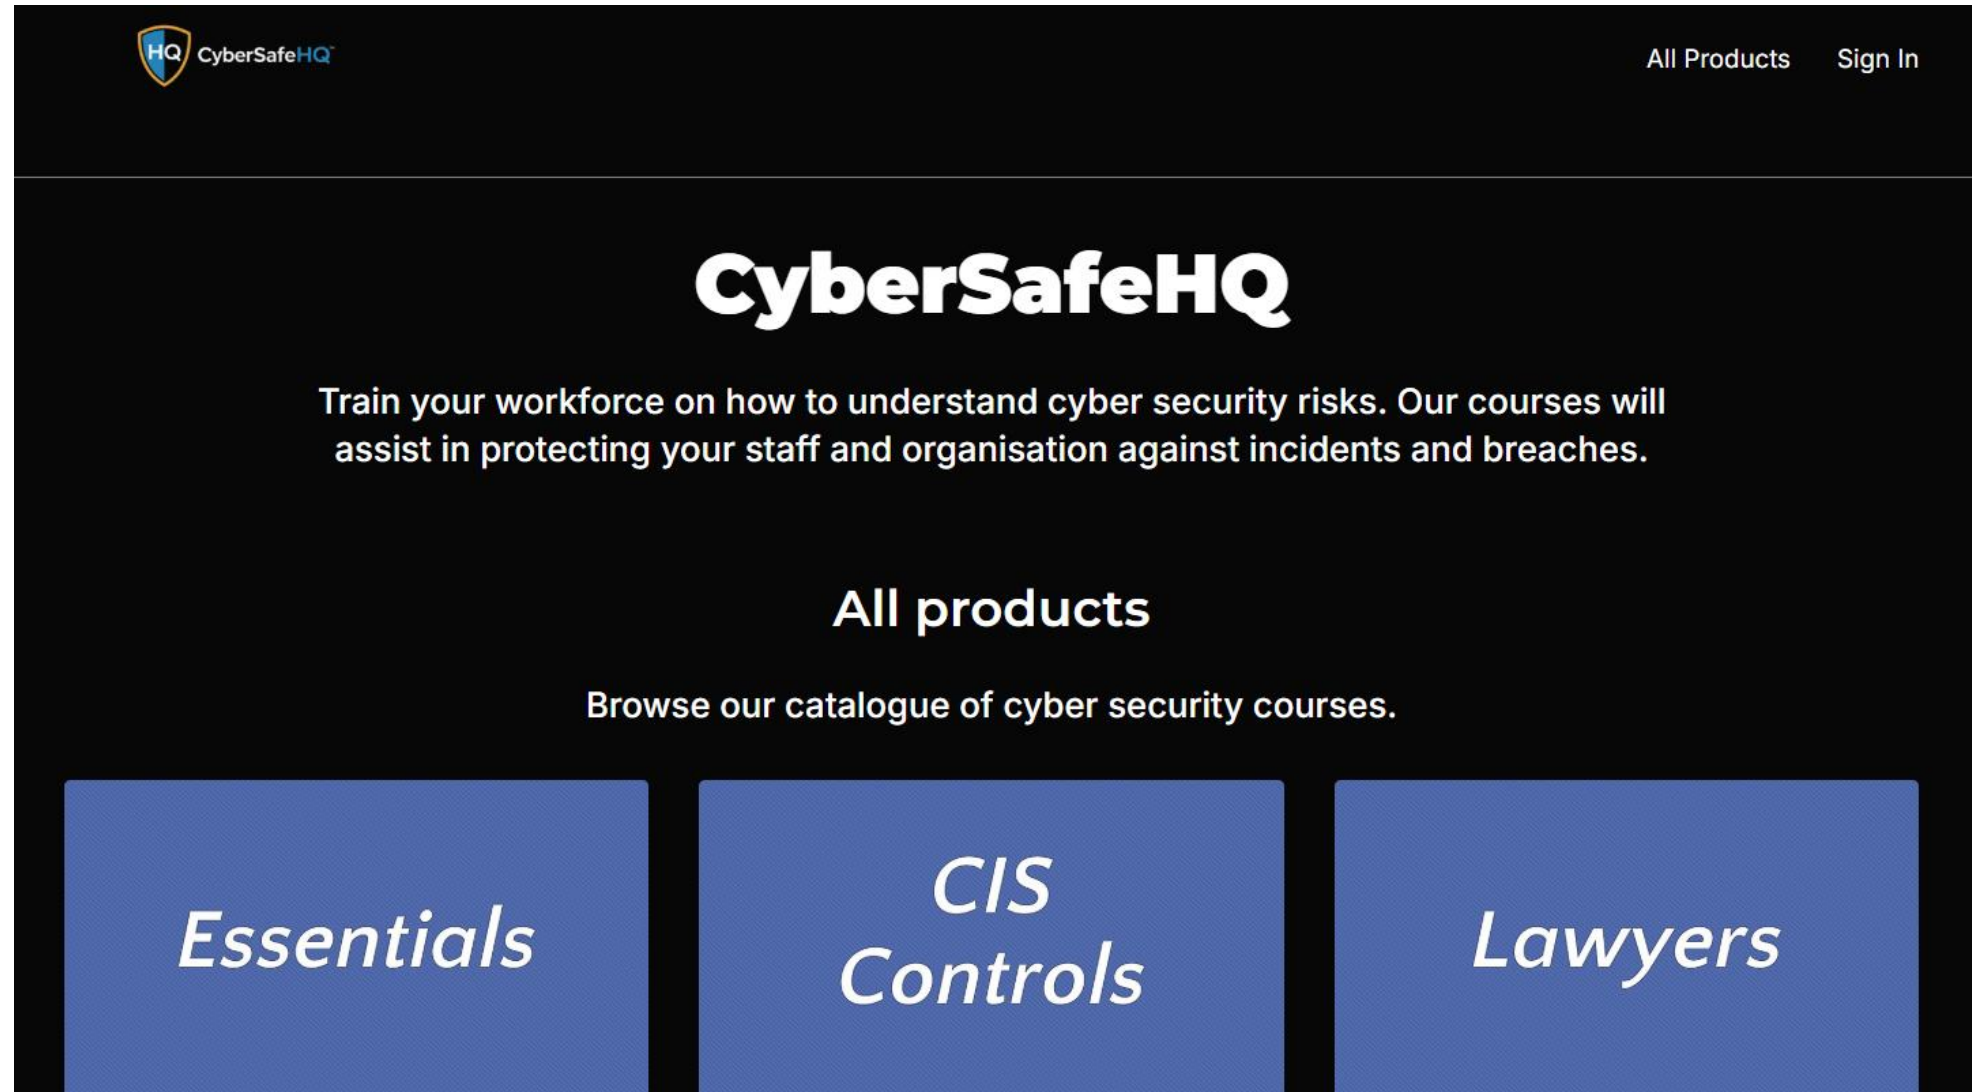 HQ CyberSafeHQ™
All Products Sign In
CyberSafeHQ
Train your workforce on how to understand cyber security risks. Our courses will
assist in protecting your staff and organisation against incidents and breaches.
All products
Browse our catalogue of cyber security courses.
Essentials
CIS
Controls
Lawyers